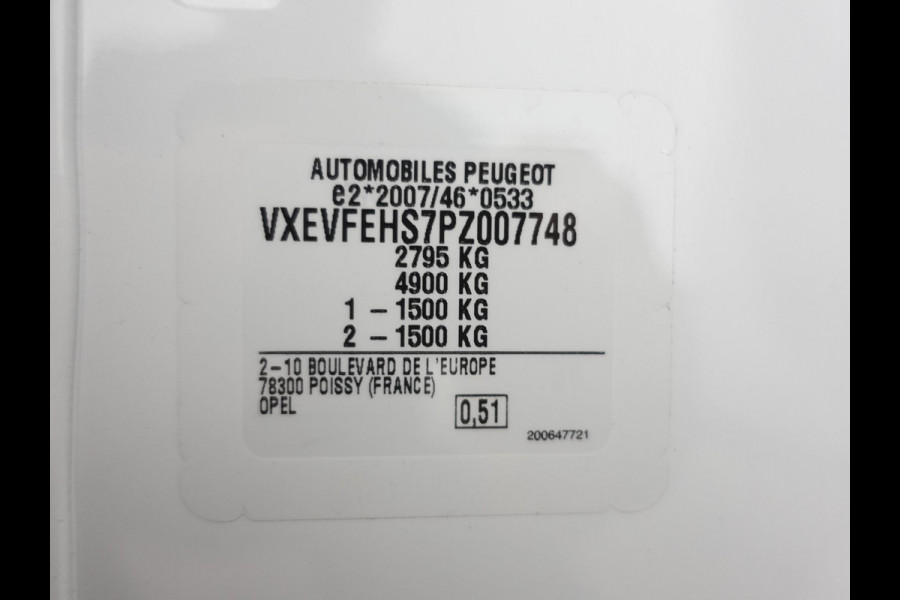 AUTOMOBILES PEUGEOT
e2*2007/46*0533
VXEVFEHS7PZ007748
2795 KG
4900 KG
1 – 1500 KG
2 – 1500 KG
2–10 BOULEVARD DE L'EUROPE
78300 POISSY (FRANCE)
OPEL
0,51
200647721